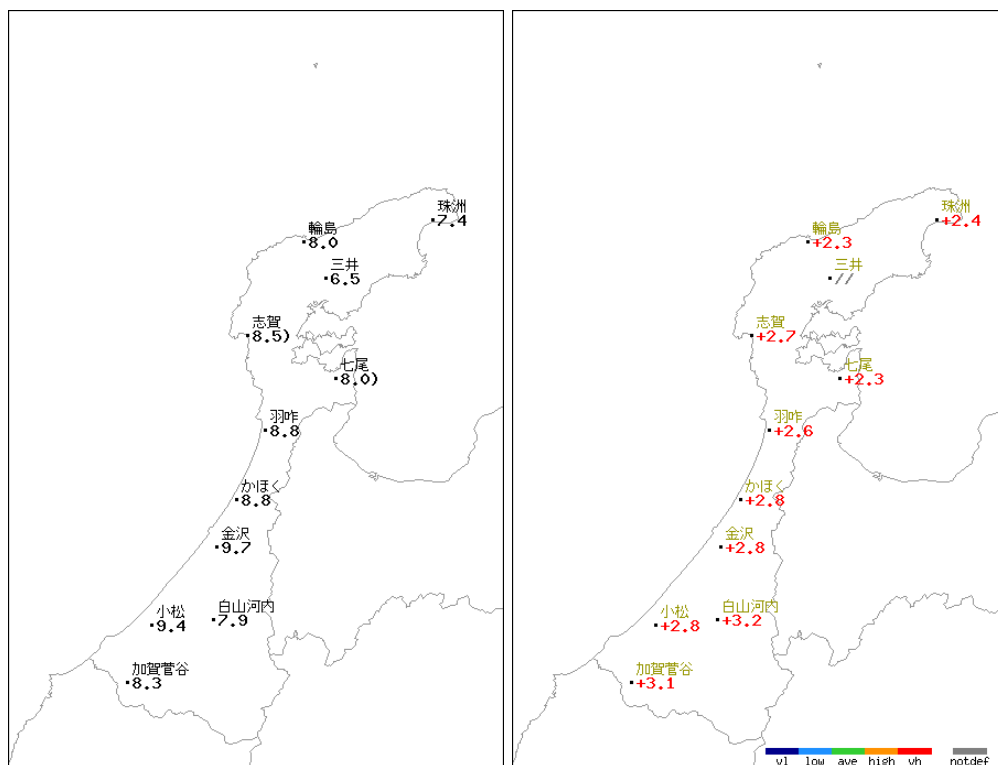 珠洲
7.4
輪島
8.0
三井
6.5
志賀
8.5)
七尾
8.0)
羽咋
8.8
かほく
8.8
金沢
9.7
小松
9.4
白山河内
7.9
加賀菅谷
8.3
珠洲
+2.4
輪島
+2.3
三井
//
志賀
+2.7
七尾
+2.3
羽咋
+2.6
かほく
+2.8
金沢
+2.8
小松
+2.8
白山河内
+3.2
加賀菅谷
+3.1
vl low ave high vh notdef